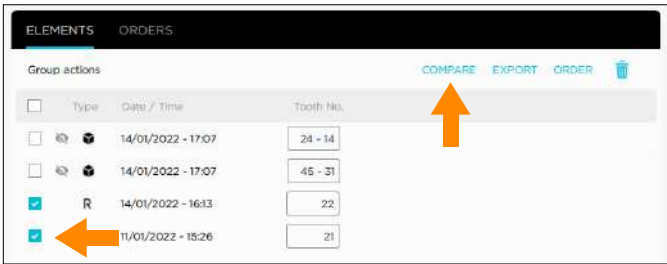 ELEMENTS ORDERS
Group actions COMPARE EXPORT ORDER
Type Date / Time Tooth No.
14/01/2022 - 17:07 24 - 14
14/01/2022 - 17:07 45 - 31
R 14/01/2022 - 16:13 22
11/01/2022 - 15:26 21